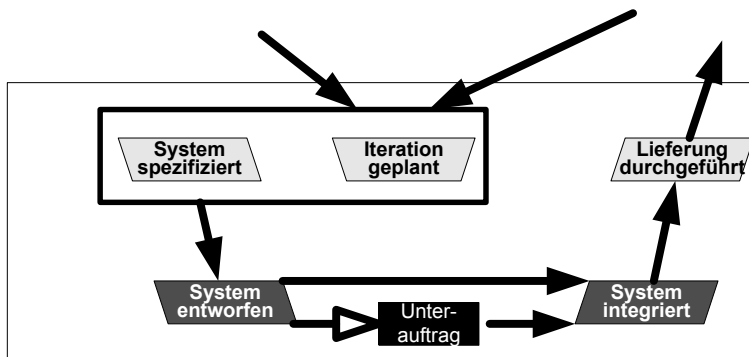 System
spezifiziert
Iteration
geplant
Lieferung
durchgeführt
System
entworfen
Unter-
auftrag
System
integriert